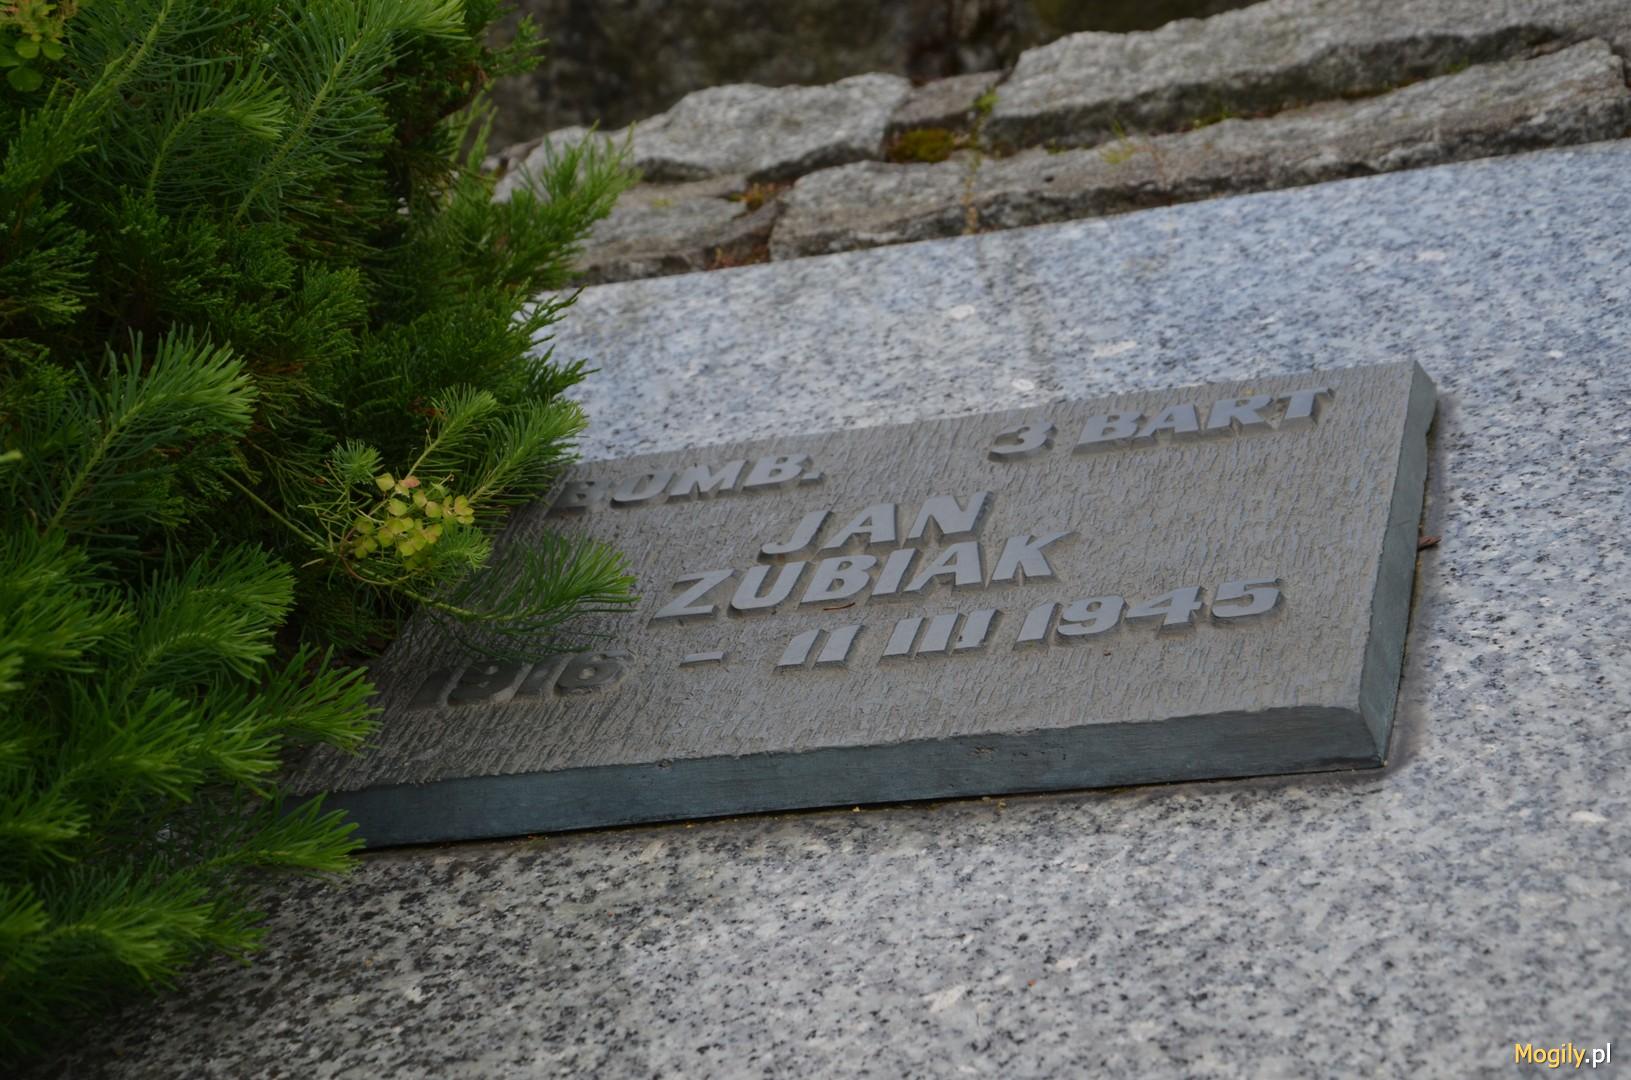 BOMB. 3 BART
JAN
ZUBIAK
1916 - 11 III 1945
Mogily.pl